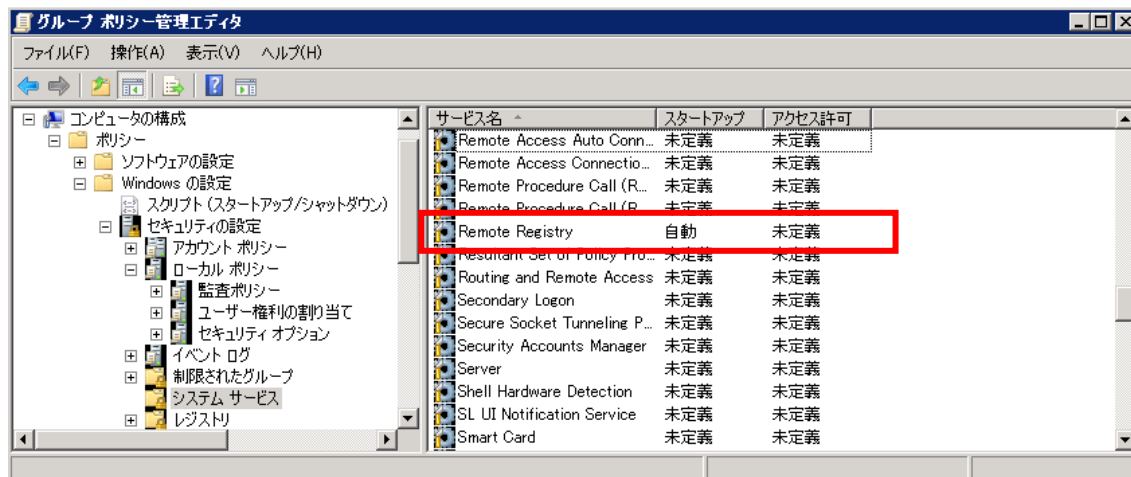 グループ ポリシー管理エディタ
ファイル(F) 操作(A) 表示(V) ヘルプ(H)
コンピュータの構成
ポリシー
ソフトウェアの設定
Windows の設定
スクリプト (スタートアップ/シャットダウン)
セキュリティの設定
アカウント ポリシー
ローカル ポリシー
監査ポリシー
ユーザー権利の割り当て
セキュリティ オプション
イベント ログ
制限されたグループ
システム サービス
レジストリ
サービス名 スタートアップ アクセス許可
Remote Access Auto Conn... 未定義 未定義
Remote Access Connectio... 未定義 未定義
Remote Procedure Call (R... 未定義 未定義
Remote Procedure Call (R... 未定義 未定義
Remote Registry 自動 未定義
Resultant Set of Policy Pro... 未定義 未定義
Routing and Remote Access 未定義 未定義
Secondary Logon 未定義 未定義
Secure Socket Tunneling P... 未定義 未定義
Security Accounts Manager 未定義 未定義
Server 未定義 未定義
Shell Hardware Detection 未定義 未定義
SL UI Notification Service 未定義 未定義
Smart Card 未定義 未定義